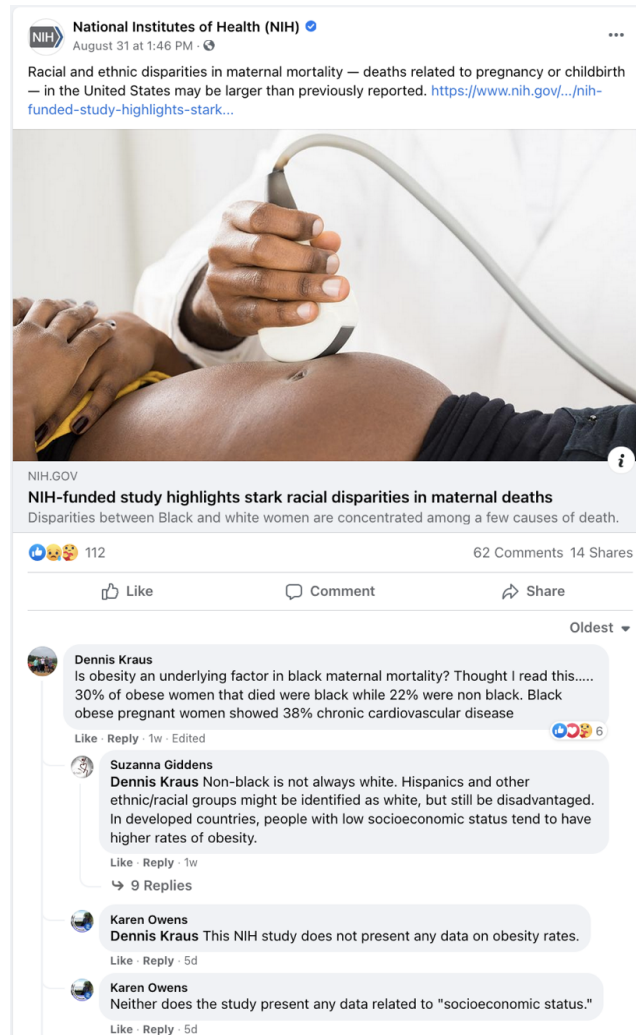 NIH
National Institutes of Health (NIH)
August 31 at 1:46 PM ·
Racial and ethnic disparities in maternal mortality — deaths related to pregnancy or childbirth
— in the United States may be larger than previously reported. https://www.nih.gov/.../nih-
funded-study-highlights-stark...
i
NIH.GOV
NIH-funded study highlights stark racial disparities in maternal deaths
Disparities between Black and white women are concentrated among a few causes of death.
112
62 Comments 14 Shares
Like
Comment
Share
Oldest
Dennis Kraus
Is obesity an underlying factor in black maternal mortality? Thought I read this.....
30% of obese women that died were black while 22% were non black. Black
obese pregnant women showed 38% chronic cardiovascular disease
6
Like · Reply · 1w · Edited
Suzanna Giddens
Dennis Kraus Non-black is not always white. Hispanics and other
ethnic/racial groups might be identified as white, but still be disadvantaged.
In developed countries, people with low socioeconomic status tend to have
higher rates of obesity.
Like · Reply · 1w
9 Replies
Karen Owens
Dennis Kraus This NIH study does not present any data on obesity rates.
Like · Reply · 5d
Karen Owens
Neither does the study present any data related to "socioeconomic status."
Like · Reply · 5d